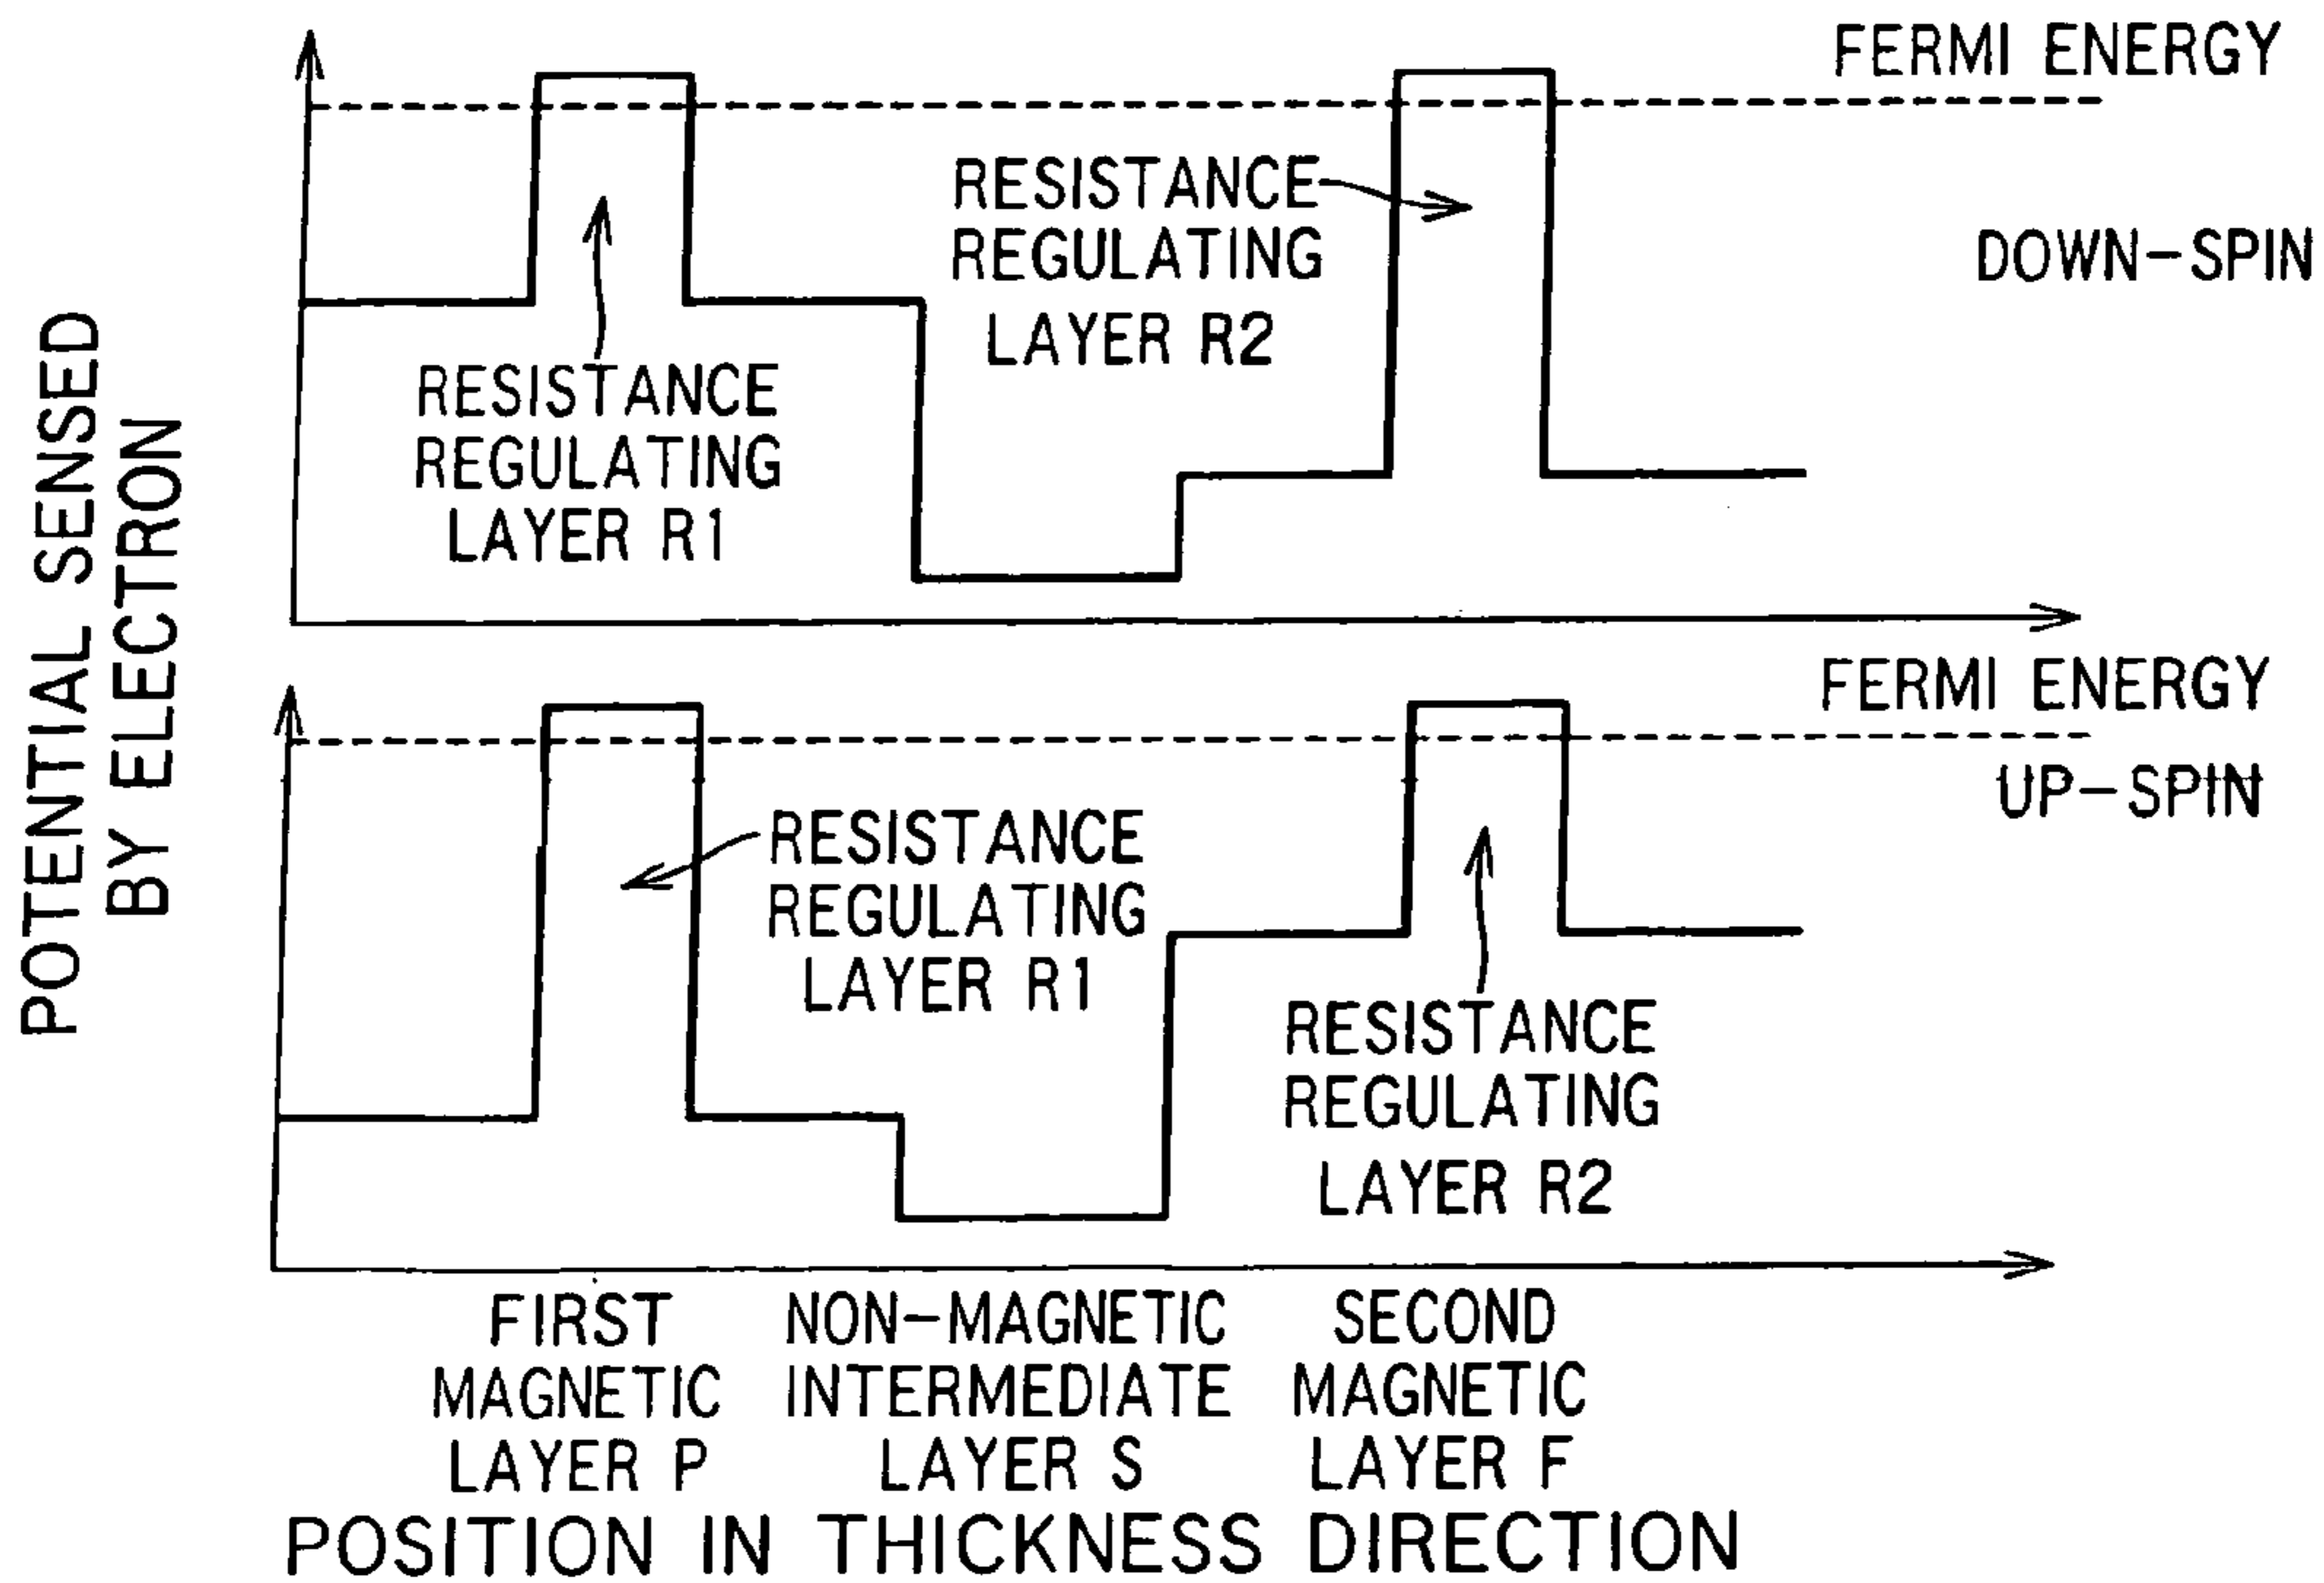 POTENTIAL SENSED
BY ELECTRON
FERMI ENERGY
RESISTANCE
REGULATING
LAYER R2
DOWN-SPIN
RESISTANCE
REGULATING
LAYER R1
FERMI ENERGY
UP-SPIN
RESISTANCE
REGULATING
LAYER R1
RESISTANCE
REGULATING
LAYER R2
FIRST
MAGNETIC
LAYER P
NON-MAGNETIC
INTERMEDIATE
LAYER S
SECOND
MAGNETIC
LAYER F
POSITION IN THICKNESS DIRECTION